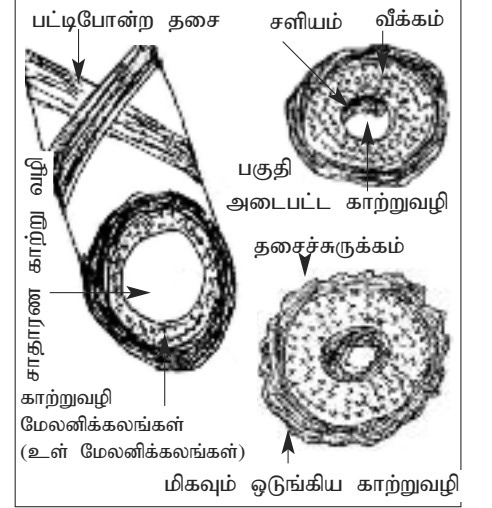 பட்டிபோன்ற தசை
சளியம்
வீக்கம்
பகுதி
அடைபட்ட காற்றுவழி
தசைச்சுருக்கம்
சாதாரண காற்று வழி
காற்றுவழி
மேலனிக்கலங்கள்
(உள் மேலனிக்கலங்கள்)
மிகவும் ஒடுங்கிய காற்றுவழி